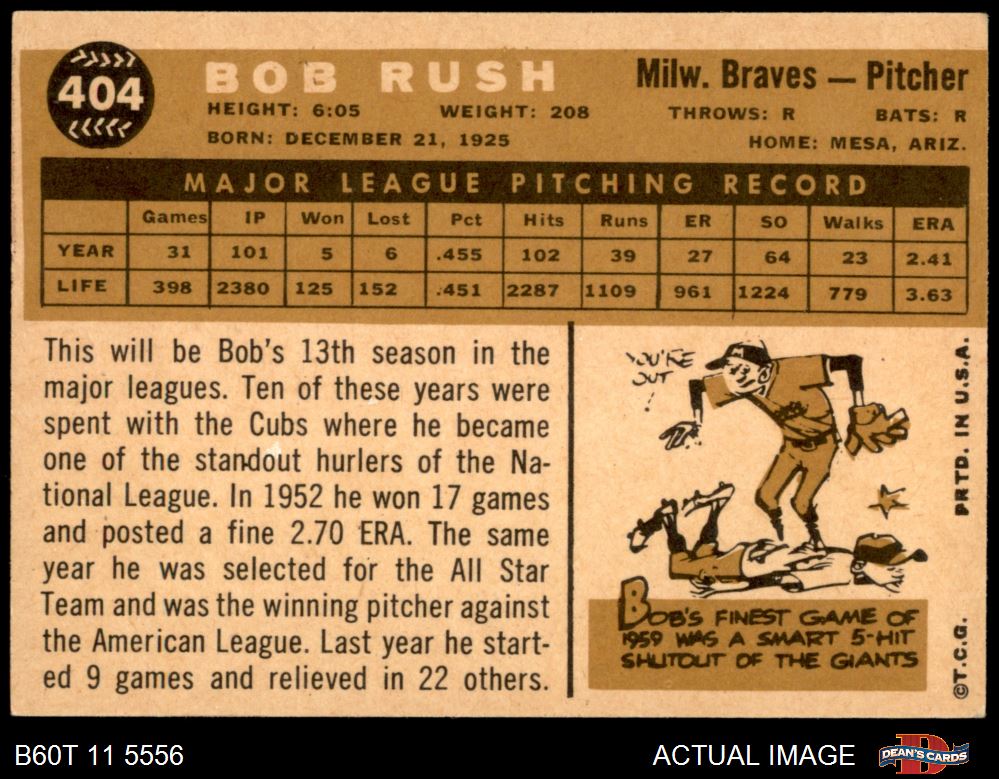 404
BOB RUSH
Milw. Braves — Pitcher
HEIGHT: 6:05 WEIGHT: 208 THROWS: R BATS: R
BORN: DECEMBER 21, 1925 HOME: MESA, ARIZ.
MAJOR LEAGUE PITCHING RECORD
Games IP Won Lost Pct Hits Runs ER SO Walks ERA
YEAR 31 101 5 6 .455 102 39 27 64 23 2.41
LIFE 398 2380 125 152 .451 2287 1109 961 1224 779 3.63
This will be Bob's 13th season in the
major leagues. Ten of these years were
spent with the Cubs where he became
one of the standout hurlers of the Na-
tional League. In 1952 he won 17 games
and posted a fine 2.70 ERA. The same
year he was selected for the All Star
Team and was the winning pitcher against
the American League. Last year he start-
ed 9 games and relieved in 22 others.
YOU'RE
OUT
!
M
BOB'S FINEST GAME OF
1959 WAS A SMART 5-HIT
SHUTOUT OF THE GIANTS
PRTD. IN U.S.A.
©T.C.G.
B60T 11 5556
ACTUAL IMAGE
DEAN'S CARDS